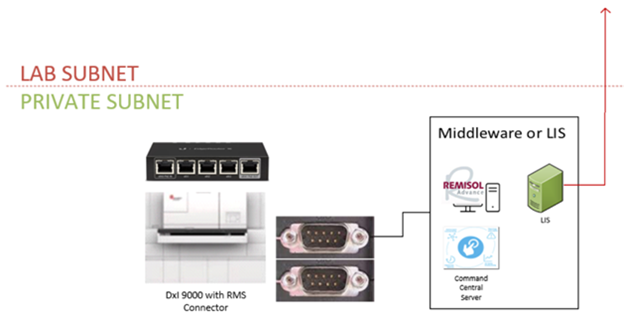 LAB SUBNET
PRIVATE SUBNET
Middleware or LIS
REMISOL
Advance
LIS
Command
Central
Server
DxI 9000 with RMS
Connector